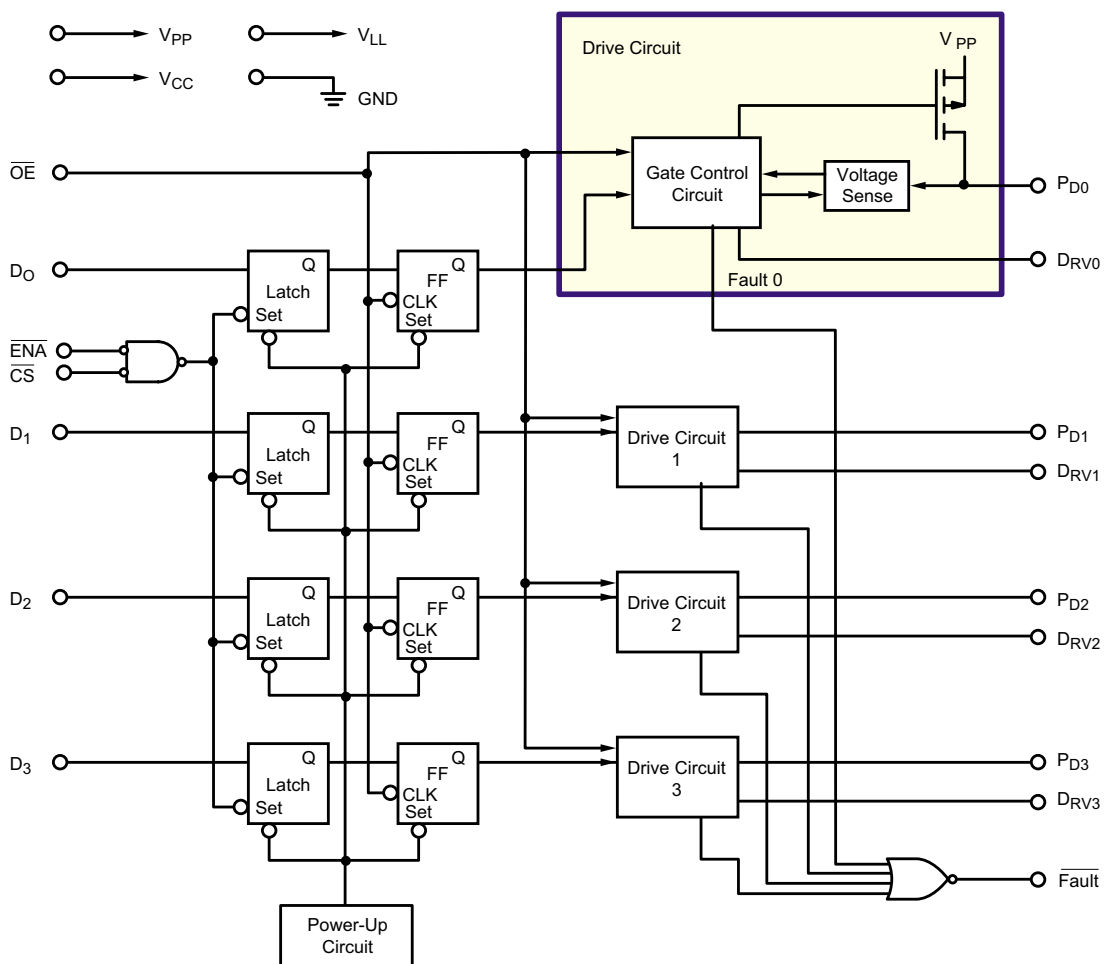 V_PP
V_LL
V_CC
GND
Drive Circuit
V_PP
OE
Gate Control
Circuit
Voltage
Sense
P_D0
D_O
Q
Latch
Set
Q
FF
CLK
Set
D_RV0
Fault 0
ENA
CS
D_1
Q
Latch
Set
Q
FF
CLK
Set
Drive Circuit
1
P_D1
D_RV1
D_2
Q
Latch
Set
Q
FF
CLK
Set
Drive Circuit
2
P_D2
D_RV2
D_3
Q
Latch
Set
Q
FF
CLK
Set
Drive Circuit
3
P_D3
D_RV3
Fault
Power-Up
Circuit